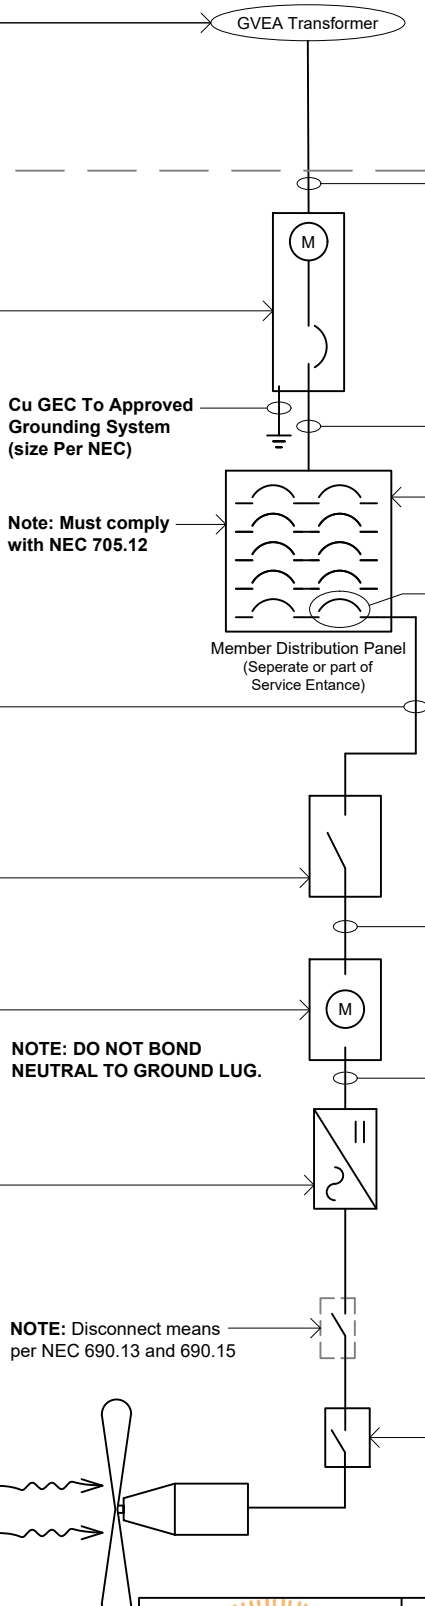 GVEA Transformer
M
Cu GEC To Approved
Grounding System
(size Per NEC)
Note: Must comply
with NEC 705.12
Member Distribution Panel
(Seperate or part of
Service Entance)
M
NOTE: DO NOT BOND
NEUTRAL TO GROUND LUG.
NOTE: Disconnect means
per NEC 690.13 and 690.15